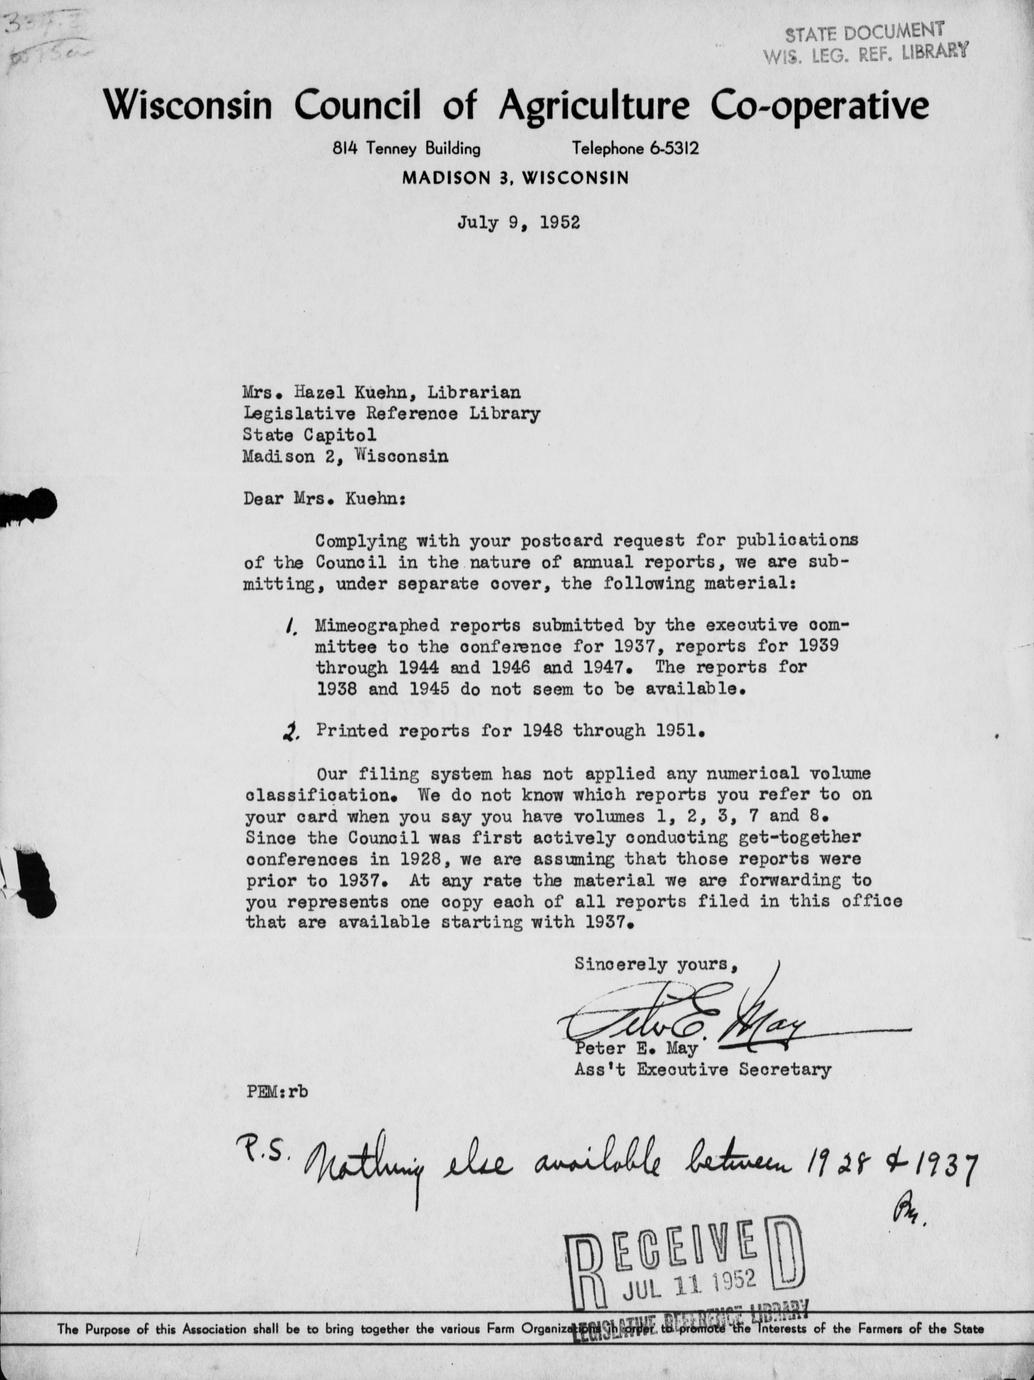 STATE DOCUMENT
WIS. LEG. REF. LIBRARY
Wisconsin Council of Agriculture Co-operative
814 Tenney Building Telephone 6-5312
MADISON 3, WISCONSIN
July 9, 1952
Mrs. Hazel Kuehn, Librarian
Legislative Reference Library
State Capitol
Madison 2, Wisconsin
Dear Mrs. Kuehn:
Complying with your postcard request for publications
of the Council in the nature of annual reports, we are sub-
mitting, under separate cover, the following material:
1. Mimeographed reports submitted by the executive com-
mittee to the conference for 1937, reports for 1939
through 1944 and 1946 and 1947. The reports for
1938 and 1945 do not seem to be available.
2. Printed reports for 1948 through 1951.
Our filing system has not applied any numerical volume
classification. We do not know which reports you refer to on
your card when you say you have volumes 1, 2, 3, 7 and 8.
Since the Council was first actively conducting get-together
conferences in 1928, we are assuming that those reports were
prior to 1937. At any rate the material we are forwarding to
you represents one copy each of all reports filed in this office
that are available starting with 1937.
Sincerely yours,
Peter E. May
Peter E. May
Ass't Executive Secretary
PEM:rb
P.S. Nothing else available between 1928 & 1937
RECEIVED
JUL 11 1952
LEGISLATIVE REFERENCE LIBRARY
The Purpose of this Association shall be to bring together the various Farm Organizations in order to promote the Interests of the Farmers of the State